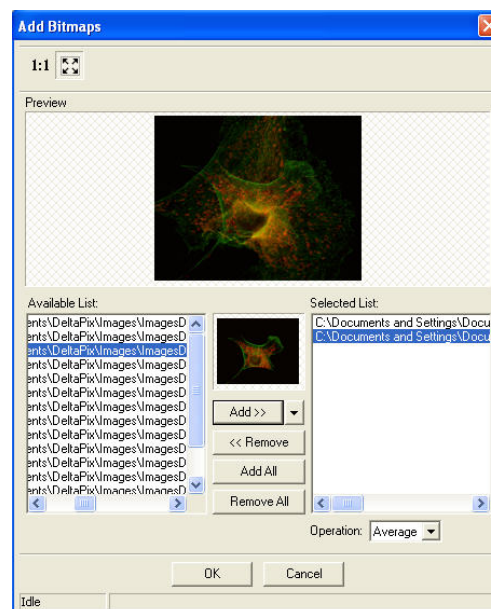 Add Bitmaps
1:1
Preview
Available List:
Selected List:
ents\DeltaPix\Images\ImagesD
ents\DeltaPix\Images\ImagesD
ents\DeltaPix\Images\ImagesD
ents\DeltaPix\Images\ImagesD
ents\DeltaPix\Images\ImagesD
ents\DeltaPix\Images\ImagesD
ents\DeltaPix\Images\ImagesD
ents\DeltaPix\Images\ImagesD
ents\DeltaPix\Images\ImagesD
ents\DeltaPix\Images\ImagesD
ents\DeltaPix\Images\ImagesD
ents\DeltaPix\Images\ImagesD
C:\Documents and Settings\Docu
C:\Documents and Settings\Docu
Add >>
<< Remove
Add All
Remove All
Operation: Average
OK Cancel
Idle